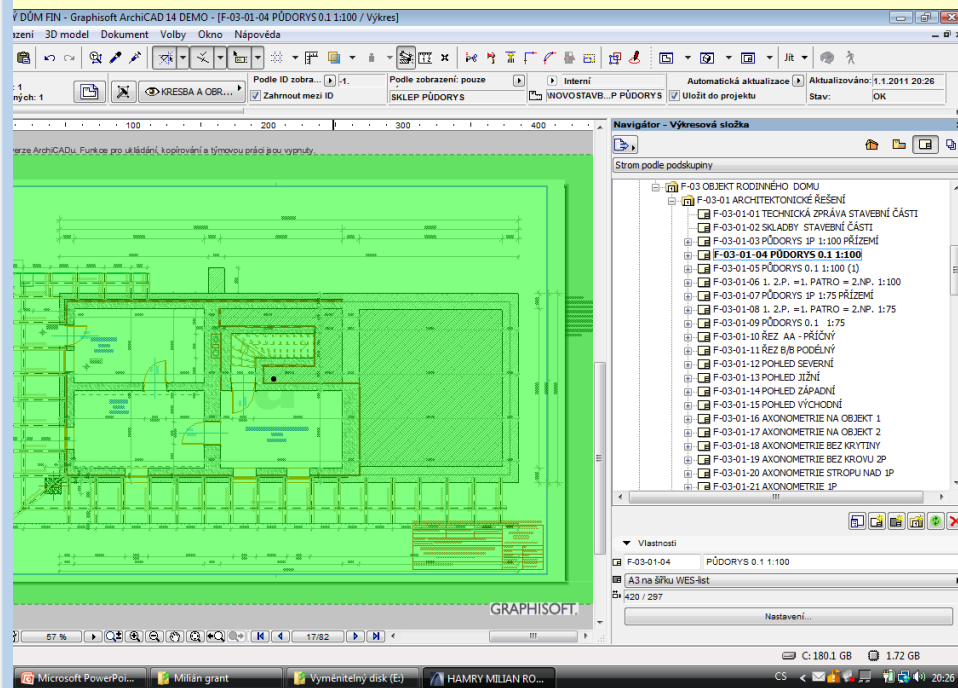 Ý DŮM FIN - Graphisoft ArchiCAD 14 DEMO - [F-03-01-04 PŮDORYS 0.1 1:100 / Výkres]
azení 3D model Dokument Volby Okno Nápověda
Jit
: 1
ných: 1
KRESBA A OBR...
Podle ID zobra... -1.
Zahrnout mezi ID
Podle zobrazení: pouze
SKLEP PŮDORYS
Interní
\NOVOSTAVB...P PŮDORYS
Automatická aktualizace
Uložit do projektu
Aktualizováno: 1.1.2011 20:26
Stav: OK
100 200 300 400
verze ArchiCADu. Funkce pro ukládání, kopírování a týmovou práci jsou vypnuty.
Navigátor - Výkresová složka
Strom podle podskupiny
F-03 OBJEKT RODINNÉHO DOMU
F-03-01 ARCHITEKTONICKÉ ŘEŠENÍ
F-03-01-01 TECHNICKÁ ZPRÁVA STAVEBNÍ ČÁSTI
F-03-01-02 SKLADBY STAVEBNÍ ČÁSTI
F-03-01-03 PŮDORYS 1P 1:100 PŘÍZEMÍ
F-03-01-04 PŮDORYS 0.1 1:100
F-03-01-05 PŮDORYS 0.1 1:100 (1)
F-03-01-06 1. 2.P. =1. PATRO = 2.NP. 1:100
F-03-01-07 PŮDORYS 1P 1:75 PŘÍZEMÍ
F-03-01-08 1. 2.P. =1. PATRO = 2.NP. 1:75
F-03-01-09 PŮDORYS 0.1 1:75
F-03-01-10 ŘEZ AA - PŘÍČNÝ
F-03-01-11 ŘEZ B/B PODÉLNÝ
F-03-01-12 POHLED SEVERNÍ
F-03-01-13 POHLED JIŽNÍ
F-03-01-14 POHLED ZÁPADNÍ
F-03-01-15 POHLED VÝCHODNÍ
F-03-01-16 AXONOMETRIE NA OBJEKT 1
F-03-01-17 AXONOMETRIE NA OBJEKT 2
F-03-01-18 AXONOMETRIE BEZ KRYTINY
F-03-01-19 AXONOMETRIE BEZ KROVU 2P
F-03-01-20 AXONOMETRIE STROPU NAD 1P
F-03-01-21 AXONOMETRIE 1P
Vlastnosti
F-03-01-04 PŮDORYS 0.1 1:100
A3 na šířku WES-list
420 / 297
Nastavení...
GRAPHISOFT.
57 % 17/82
C: 180.1 GB 1.72 GB
Microsoft PowerPoi... Milián grant Vyměnitelný disk (E:) HAMRY MILIAN RO... CS 20:26